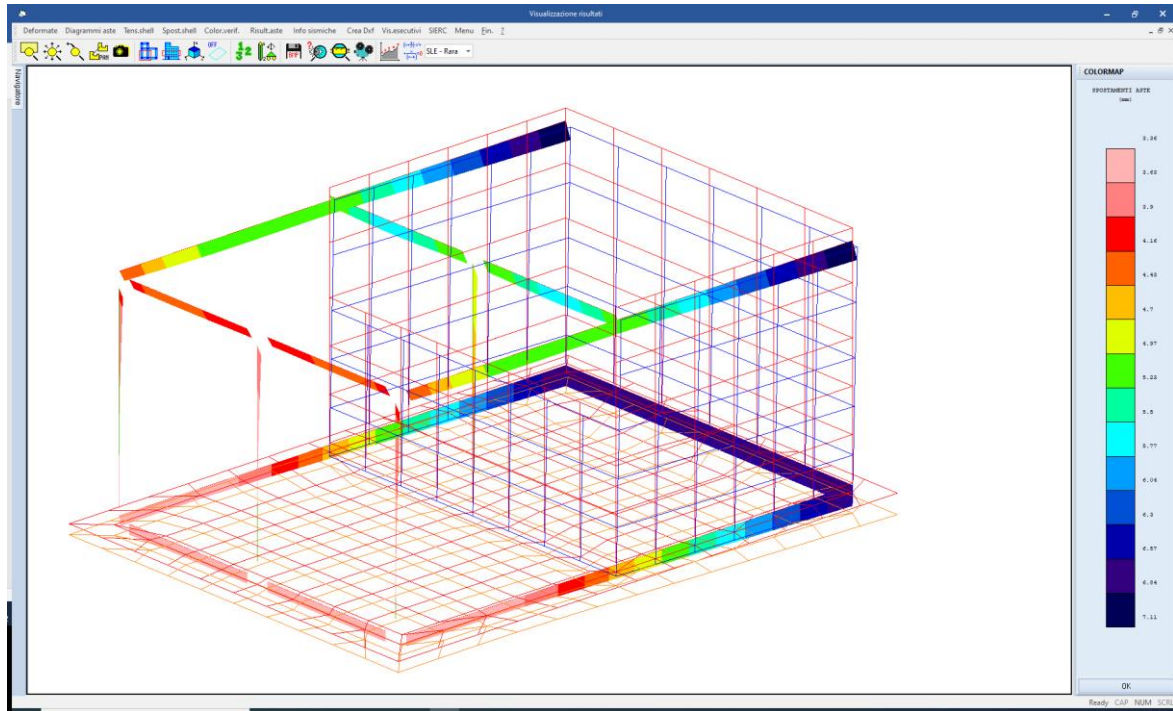 Visualizzazione risultati
Deformate Diagrammi aste Tens.shell Spost.shell Color.verif. Risult.aste Info sismiche Crea Dxf Vis.esecutivi SIERC Menu Fin. ?
OFF
SLE - Rara
Navigatore
COLORMAP
SPOSTAMENTI ASTE
(mm)
3.36
3.63
3.9
4.16
4.43
4.7
4.97
5.23
5.5
5.77
6.04
6.3
6.57
6.84
7.11
OK
Ready CAP NUM SCRL